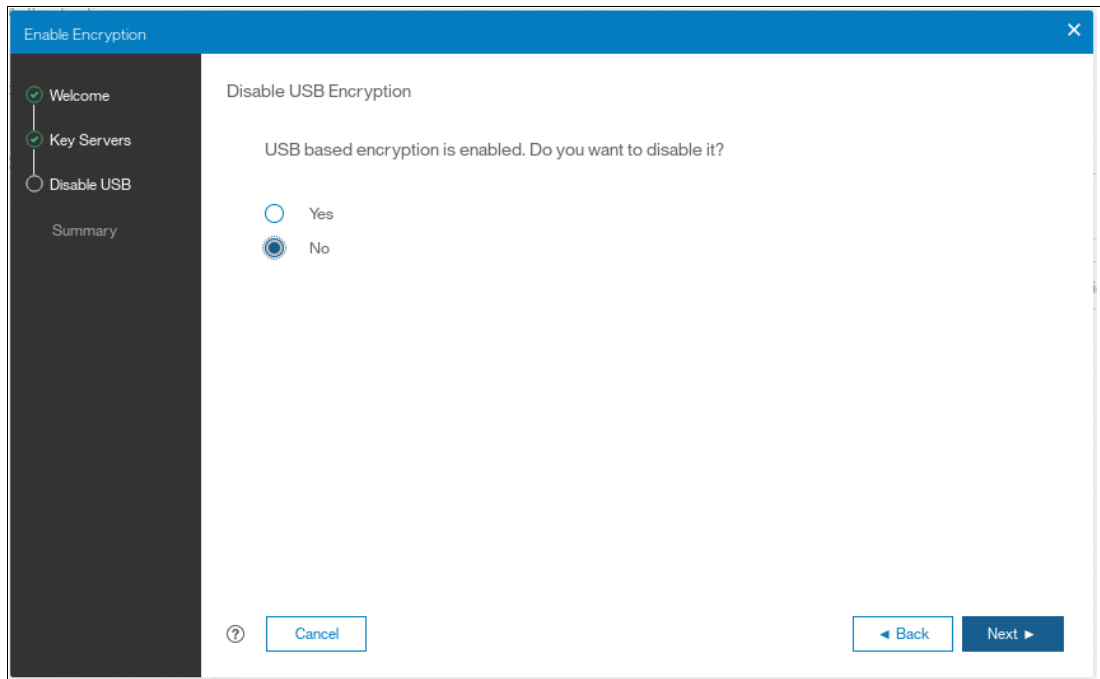 Enable Encryption
Welcome
Key Servers
Disable USB
Summary
Disable USB Encryption
USB based encryption is enabled. Do you want to disable it?
Yes
No
Cancel
Back
Next